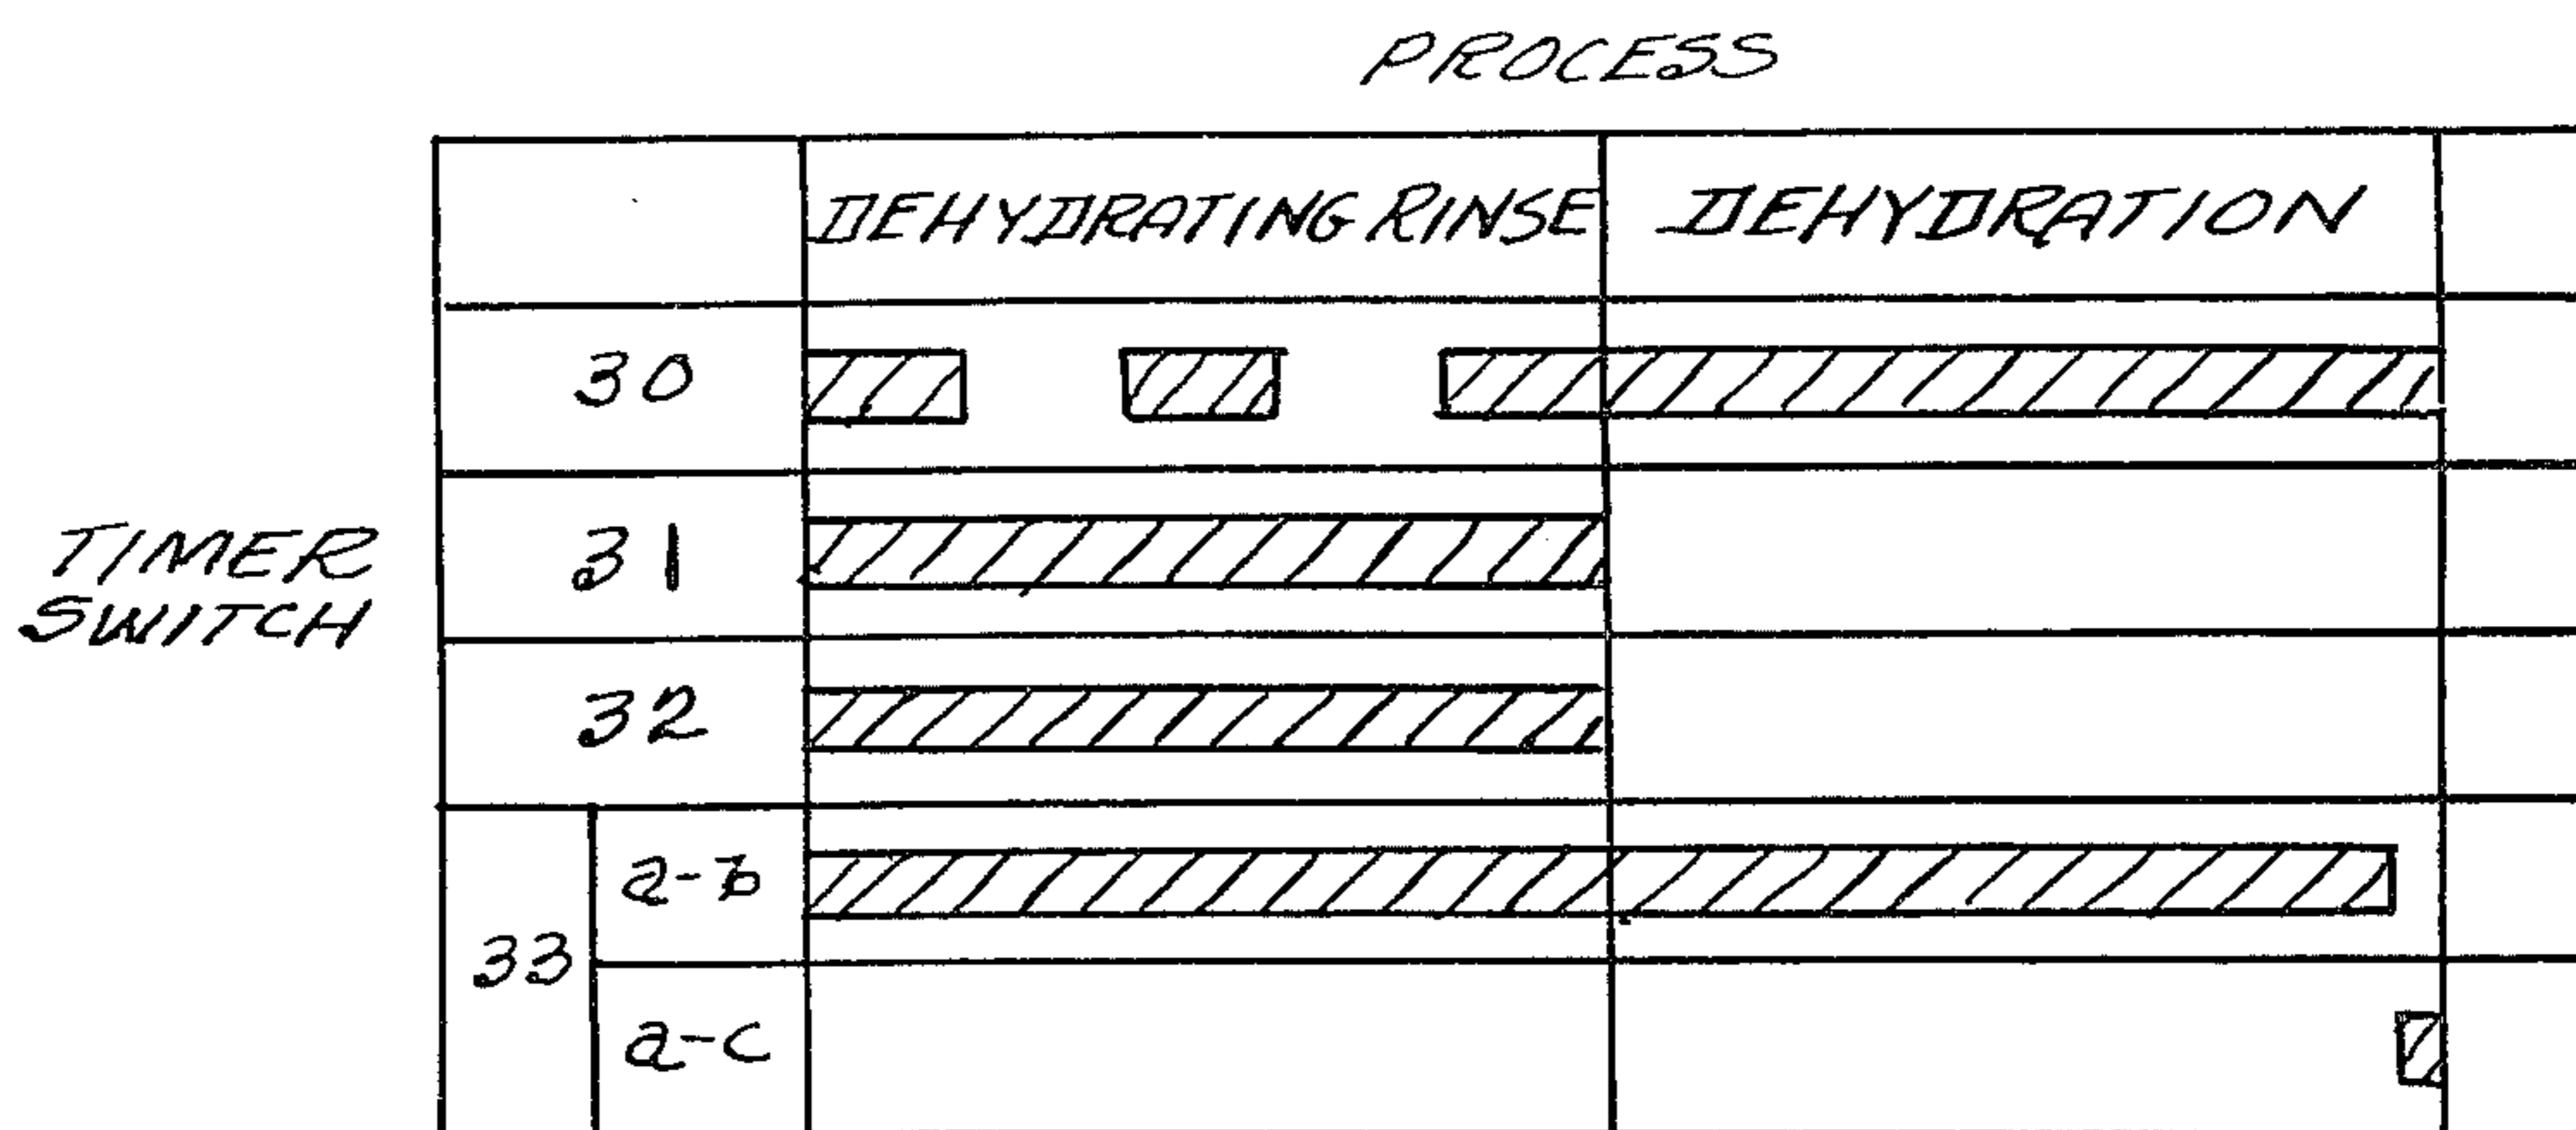 PROCESS
DEHYDRATING RINSE DEHYDRATION
30
31
TIMER
SWITCH
32
33
a-b
a-c